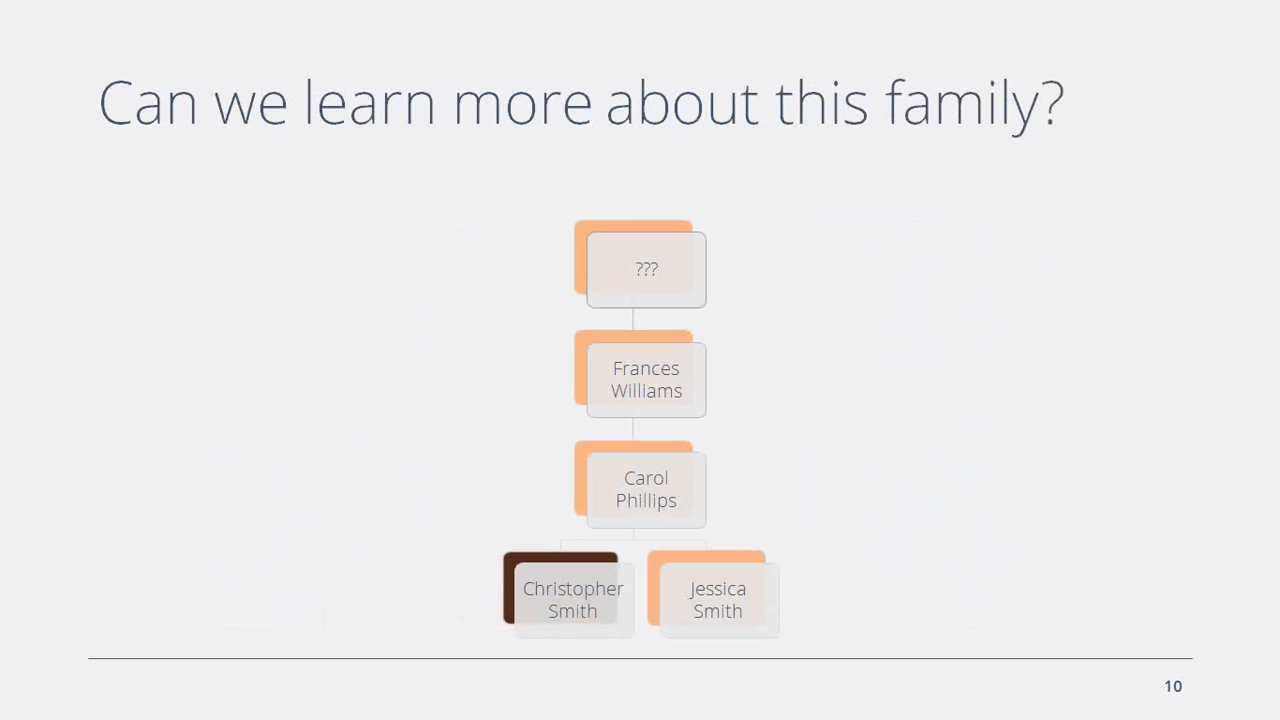 Can we learn more about this family?
???
Frances
Williams
Carol
Phillips
Christopher
Smith
Jessica
Smith
10